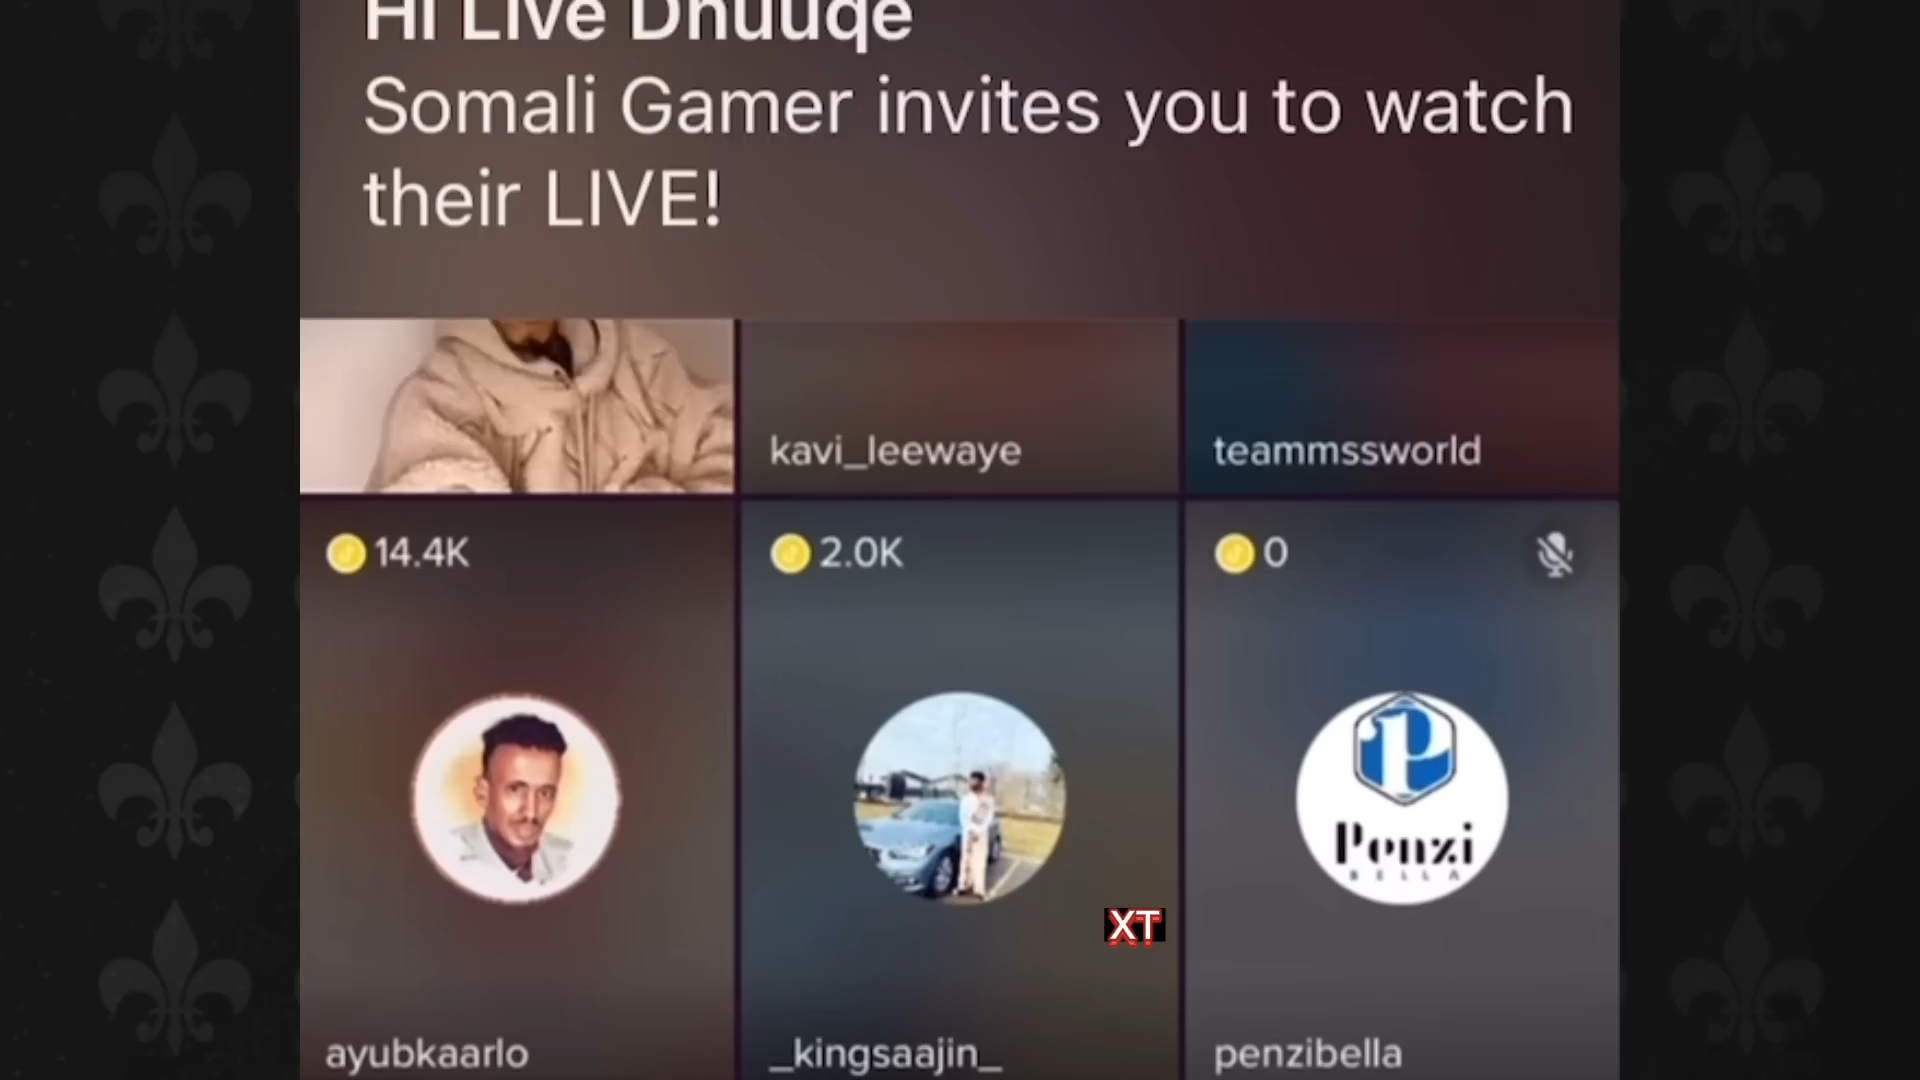 Hi Live Dhuuqe
Somali Gamer invites you to watch
their LIVE!
kavi_leewaye
teammssworld
14.4K
2.0K
0
P
Penzi
BELLA
XT
ayubkaarlo
_kingsaajin_
penzibella